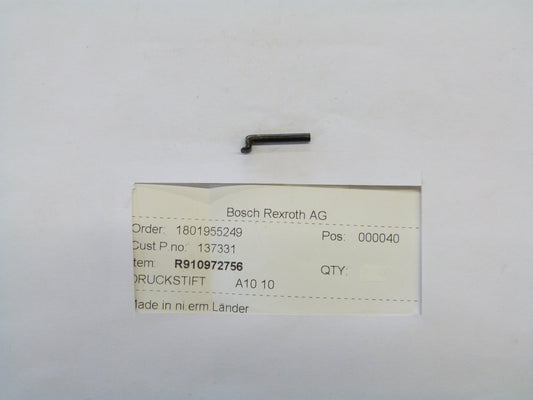 Bosch Rexroth AG
Order: 1801955249 Pos: 000040
Cust P.no: 137331
Item: R910972756 QTY:
DRUCKSTIFT A10 10
Made in ni.erm.Länder